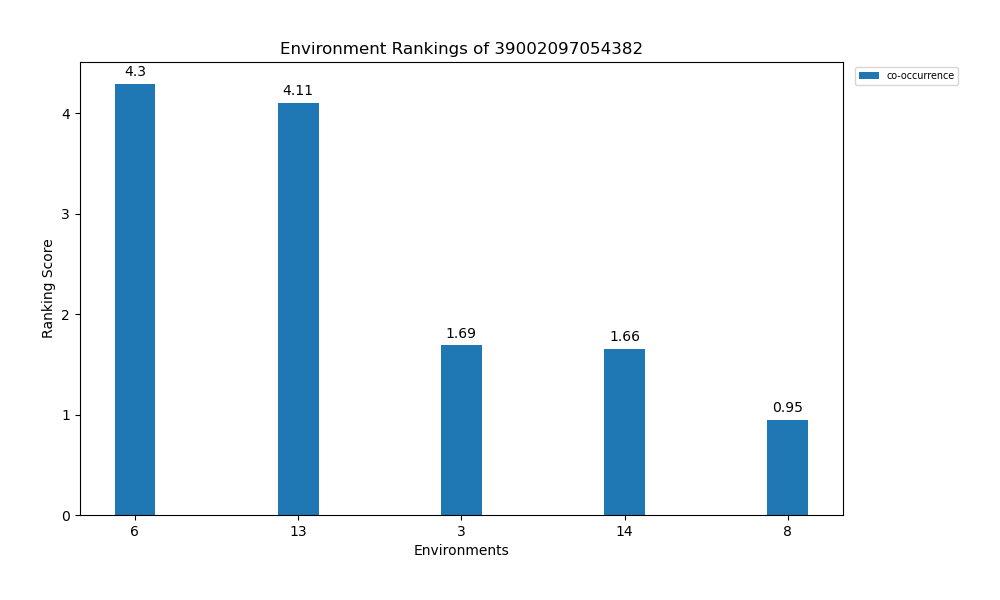 Environment Rankings of 39002097054382
co-occurrence
4.3
4.11
1.69
1.66
0.95
Ranking Score
4
3
2
1
0
6 13 3 14 8
Environments